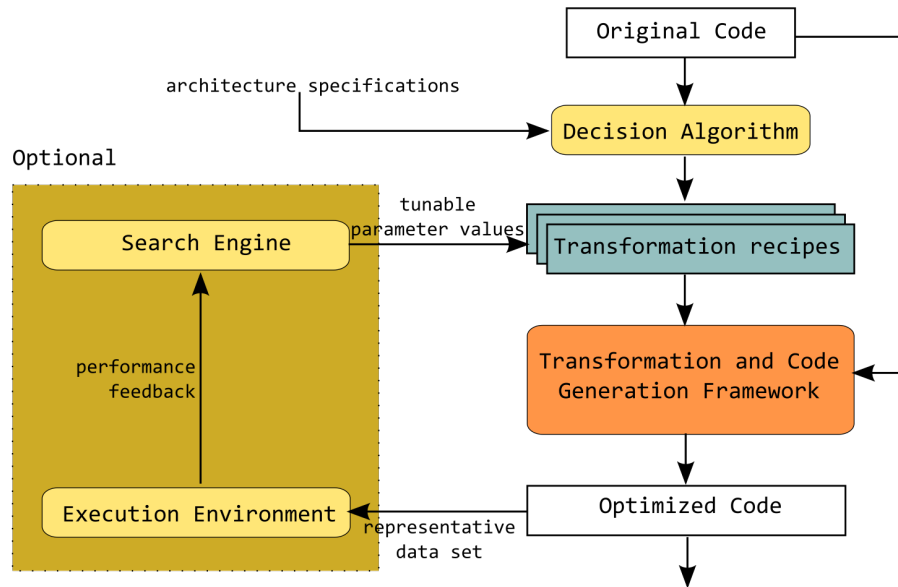 Original Code
architecture specifications
Decision Algorithm
Optional
tunable
parameter values
Search Engine
Transformation recipes
performance
feedback
Transformation and Code
Generation Framework
Execution Environment
representative
data set
Optimized Code